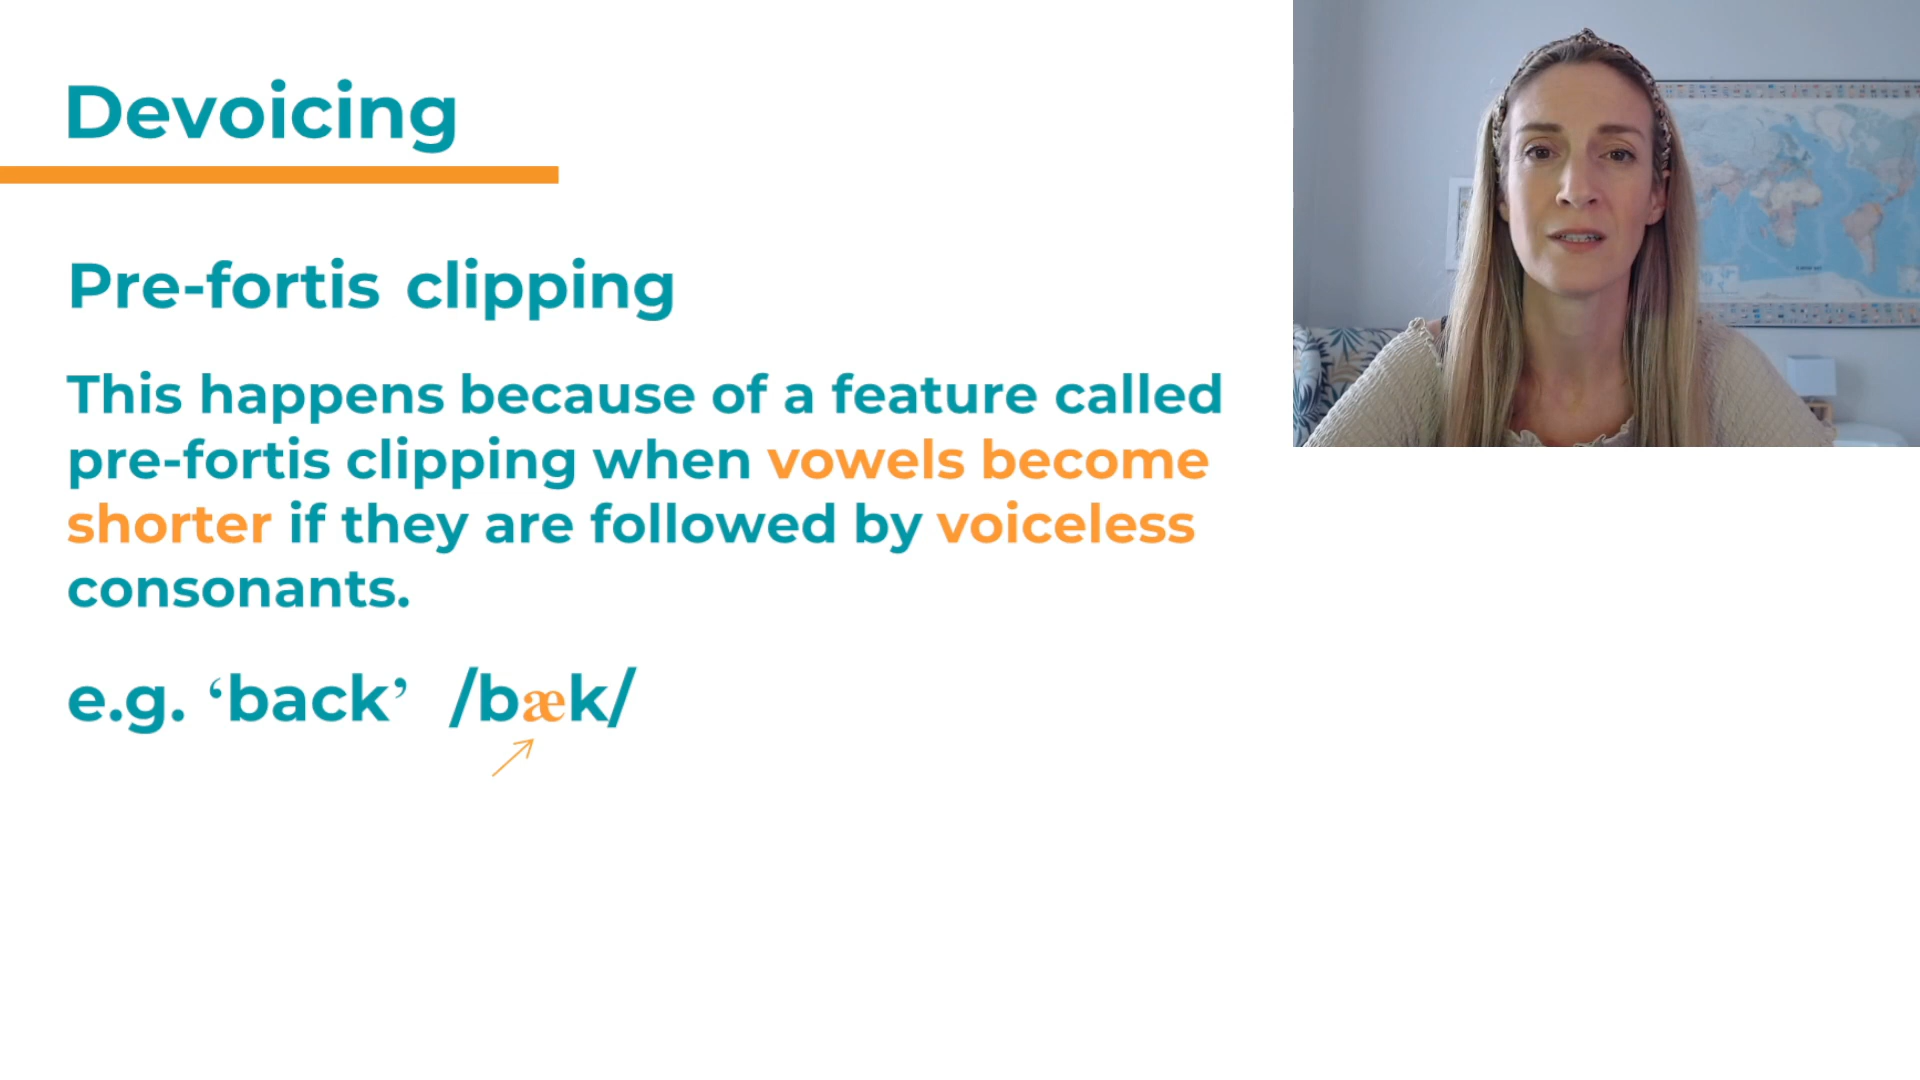 Devoicing
Pre-fortis clipping
This happens because of a feature called
pre-fortis clipping when vowels become
shorter if they are followed by voiceless
consonants.
e.g. ‘back’ /bæk/